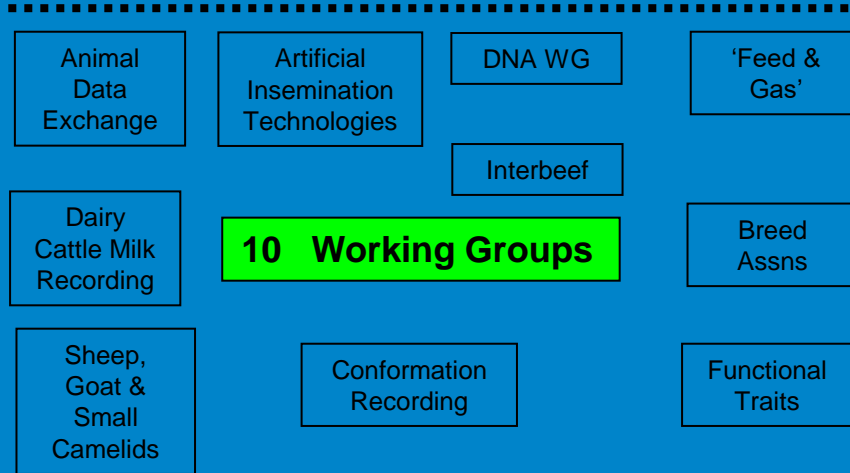 Animal
Data
Exchange
Artificial
Insemination
Technologies
DNA WG
‘Feed &
Gas’
Interbeef
Dairy
Cattle Milk
Recording
10 Working Groups
Breed
Assns
Sheep,
Goat &
Small
Camelids
Conformation
Recording
Functional
Traits